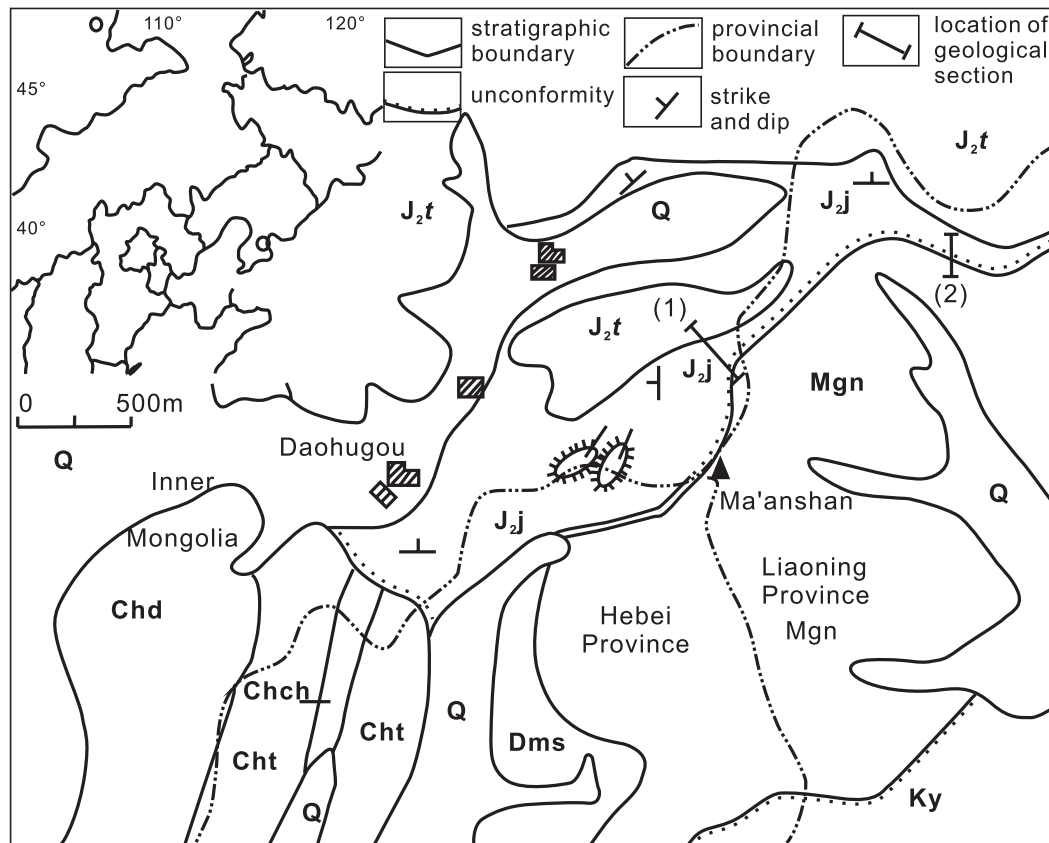 110°
120°
45°
40°
stratigraphic
boundary
unconformity
provincial
boundary
strike
and dip
location of
geological
section
J₂t
J₂t
Q
J₂j
(2)
(1)
J₂t
J₂j
Mgn
0 500m
Q
Daohugou
Inner
Mongolia
J₂j
Ma'anshan
Q
Chd
Hebei
Province
Liaoning
Province
Mgn
Chch
Cht
Cht
Q
Dms
Q
Ky